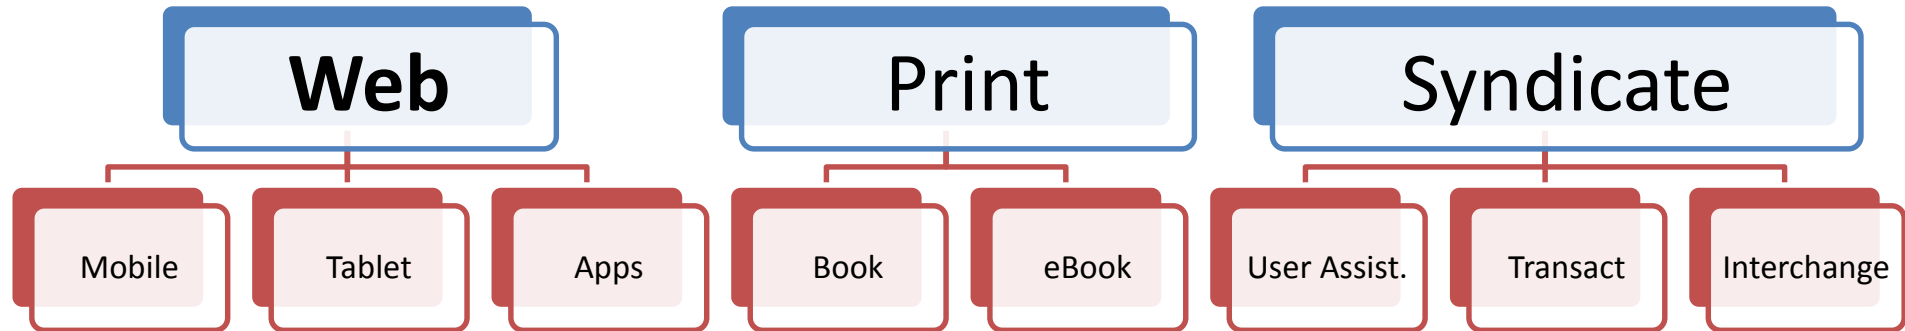 Web
Print
Syndicate
Mobile
Tablet
Apps
Book
eBook
User Assist.
Transact
Interchange